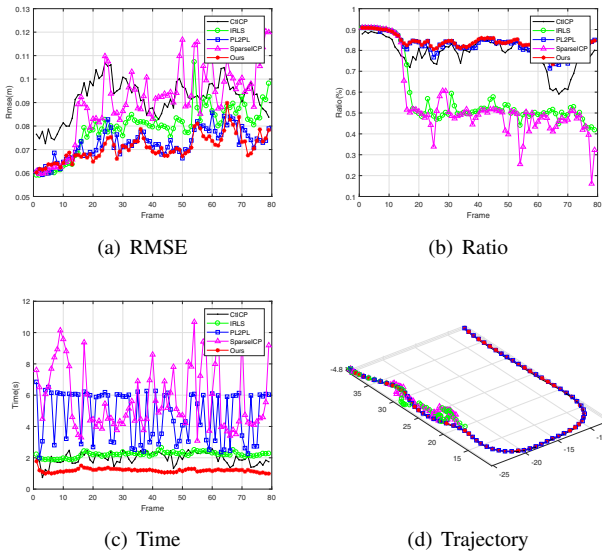 0.13
0.12
0.11
0.1
0.09
0.08
0.07
0.06
0.05
Rmse(m)
0 10 20 30 40 50 60 70 80
Frame
CtlCP
IRLS
PL2PL
SparseICP
Ours
(a) RMSE
1
0.9
0.8
0.7
0.6
0.5
0.4
0.3
0.2
0.1
Ratio(%)
0 10 20 30 40 50 60 70 80
Frame
CtlCP
IRLS
PL2PL
SparseICP
Ours
(b) Ratio
12
10
8
6
4
2
0
Time(s)
0 10 20 30 40 50 60 70 80
Frame
CtlCP
IRLS
PL2PL
SparseICP
Ours
(c) Time
-4.8
35
30
25
20
15
-25
-20
-15
(d) Trajectory